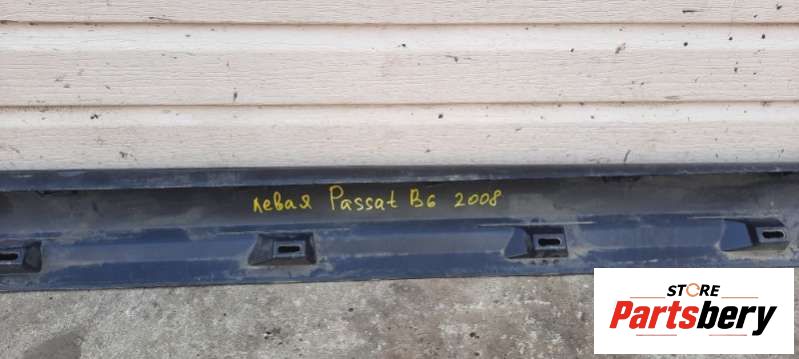 левая Passat B6 2008
STORE
Partsbery